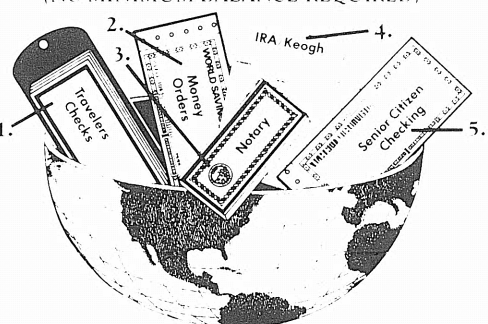 (NO MINIMUM BALANCE REQUIRED)
2.
IRA Keogh
4.
3.
1.
Travelers
Checks
Money
Orders
WORLD SAVIN
Notary
Senior Citizen
Checking
5.